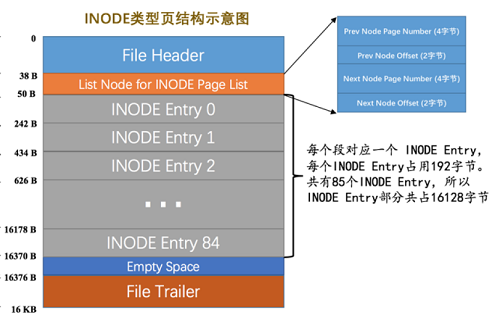 INODE类型页结构示意图
0
File Header
38 B
List Node for INODE Page List
50 B
INODE Entry 0
242 B
INODE Entry 1
434 B
INODE Entry 2
626 B
...
16178 B
INODE Entry 84
16370 B
Empty Space
16376 B
File Trailer
16 KB
Prev Node Page Number (4字节)
Prev Node Offset (2字节)
Next Node Page Number (4字节)
Next Node Offset (2字节)
每个段对应一个 INODE Entry,
每个INODE Entry占用192字节。
共有85个INODE Entry, 所以
INODE Entry部分共占16128字节